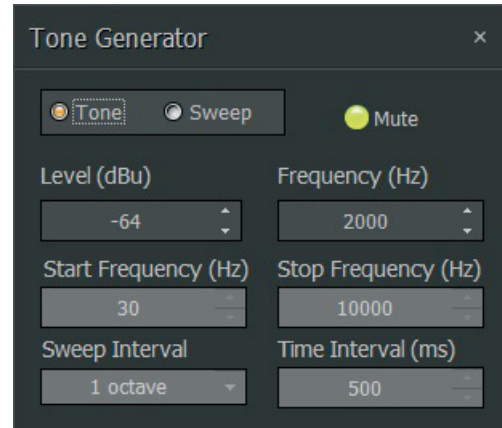 Tone Generator ×
Tone Sweep Mute
Level (dBu) Frequency (Hz)
-64 2000
Start Frequency (Hz) Stop Frequency (Hz)
30 10000
Sweep Interval Time Interval (ms)
1 octave 500